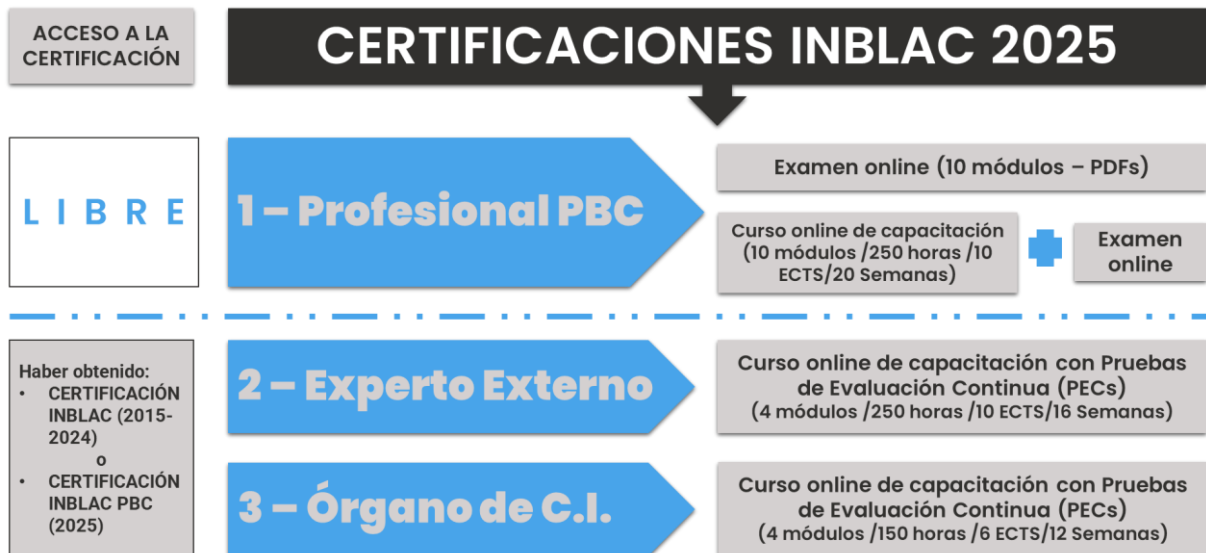 ACCESO A LA
CERTIFICACIÓN
CERTIFICACIONES INBLAC 2025
L I B R E
1 – Profesional PBC
Examen online (10 módulos – PDFs)
Curso online de capacitación
(10 módulos /250 horas /10
ECTS/20 Semanas)
Examen
online
Haber obtenido:
• CERTIFICACIÓN
INBLAC (2015-
2024)
o
• CERTIFICACIÓN
INBLAC PBC
(2025)
2 – Experto Externo
Curso online de capacitación con Pruebas
de Evaluación Continua (PECs)
(4 módulos /250 horas /10 ECTS/16 Semanas)
3 – Órgano de C.I.
Curso online de capacitación con Pruebas
de Evaluación Continua (PECs)
(4 módulos /150 horas /6 ECTS/12 Semanas)